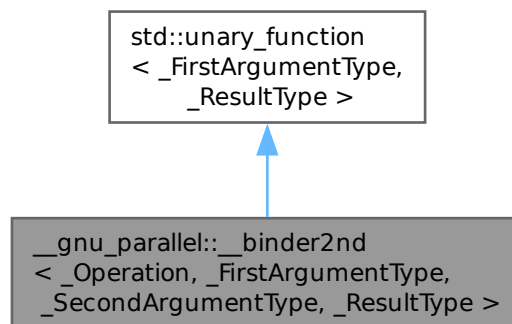 std::unary_function
< _FirstArgumentType,
_ResultType >
__gnu_parallel::__binder2nd
< _Operation, _FirstArgumentType,
_SecondArgumentType, _ResultType >